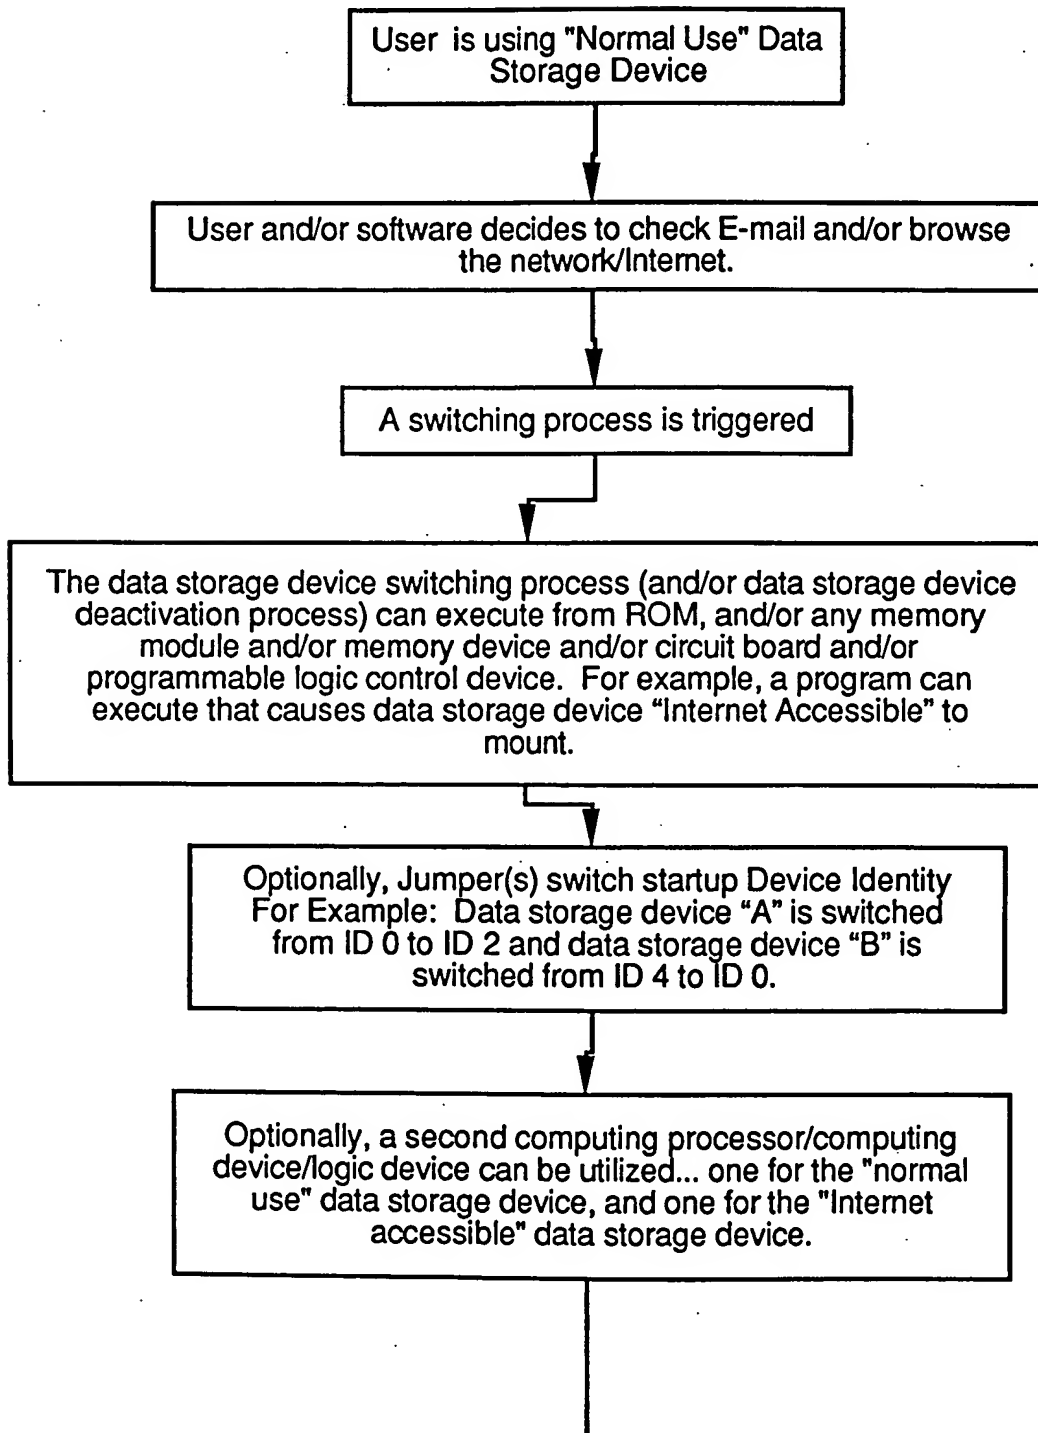 User is using "Normal Use" Data
Storage Device
User and/or software decides to check E-mail and/or browse
the network/Internet.
A switching process is triggered
The data storage device switching process (and/or data storage device
deactivation process) can execute from ROM, and/or any memory
module and/or memory device and/or circuit board and/or
programmable logic control device.  For example, a program can
execute that causes data storage device “Internet Accessible” to
mount.
Optionally, Jumper(s) switch startup Device Identity
For Example:  Data storage device “A” is switched
from ID 0 to ID 2 and data storage device “B” is
switched from ID 4 to ID 0.
Optionally, a second computing processor/computing
device/logic device can be utilized... one for the "normal
use" data storage device, and one for the "Internet
accessible" data storage device.